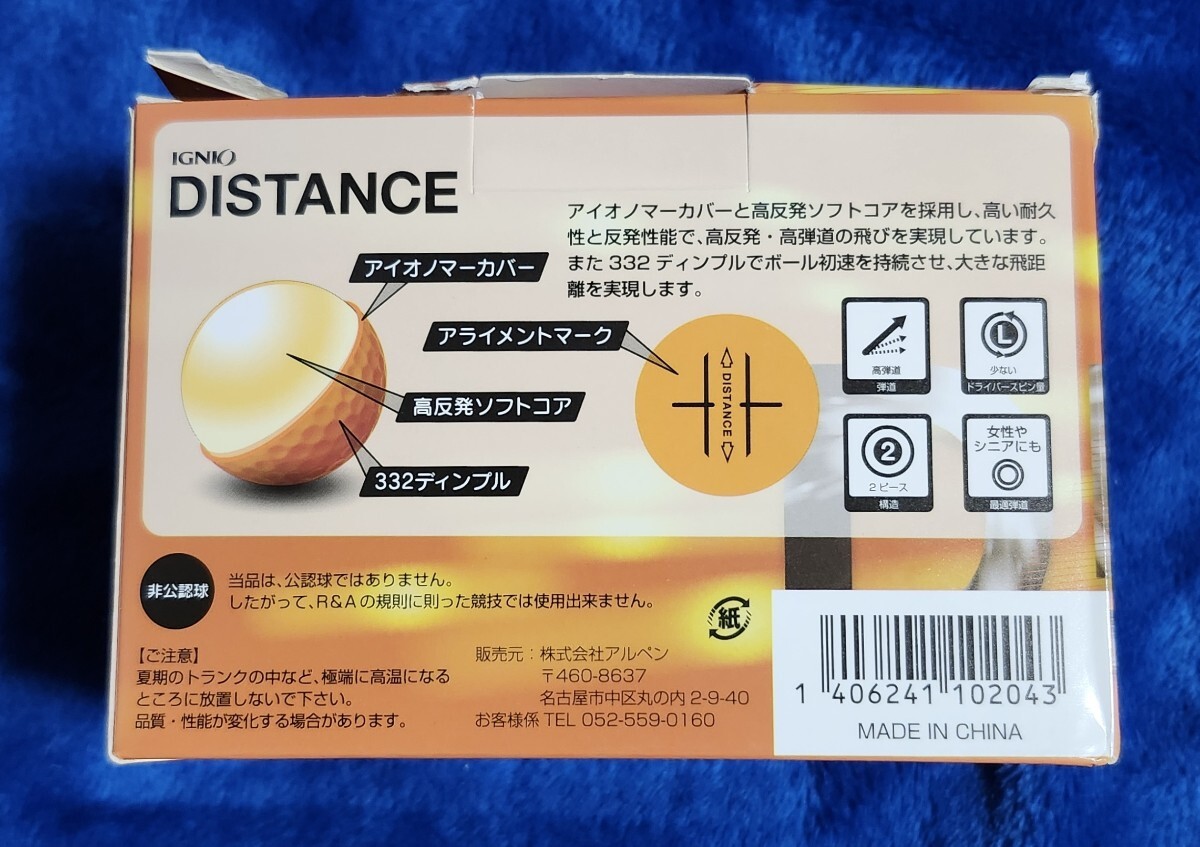 IGNIO
DISTANCE
アイオノマーカバーと高反発ソフトコアを採用し、高い耐久
性と反発性能で、高反発・高弾道の飛びを実現しています。
また 332 ディンプルでボール初速を持続させ、大きな飛距
離を実現します。
アイオノマーカバー
アライメントマーク
高反発ソフトコア
332ディンプル
DISTANCE
高弾道
弾道
L
少ない
ドライバースピン量
2
2ピース
構造
女性や
シニアにも
最適弾道
非公認球
当品は、公認球ではありません。
したがって、R&Aの規則に則った競技では使用出来ません。
紙
【ご注意】
夏期のトランクの中など、極端に高温になる
ところに放置しないで下さい。
品質・性能が変化する場合があります。
販売元：株式会社アルペン
〒460-8637
名古屋市中区丸の内 2-9-40
お客様係 TEL 052-559-0160
1 406241 102043
MADE IN CHINA